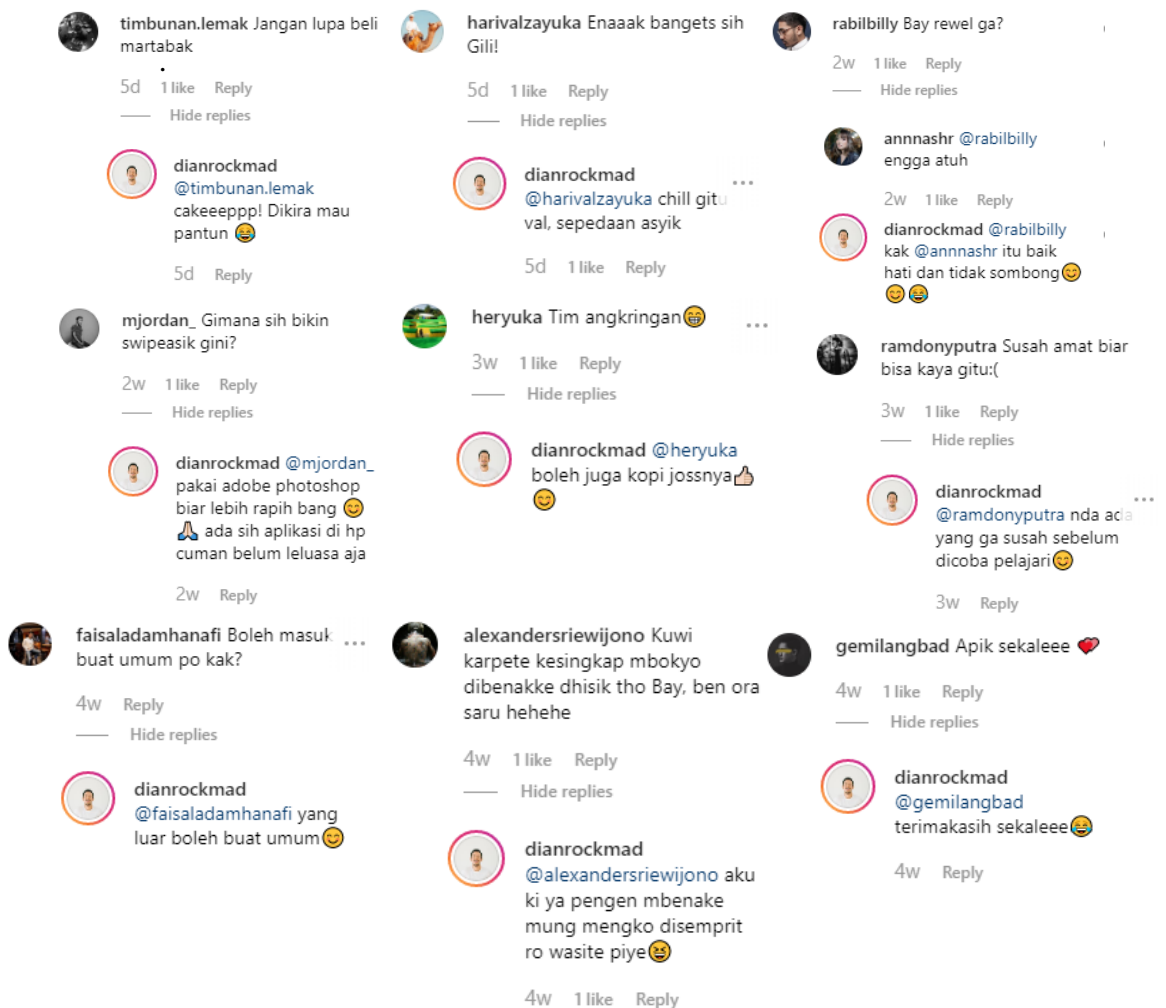 timbunan.lemak Jangan lupa beli
martabak
5d 1 like Reply
Hide replies
dianrockmad
@timbunan.lemak
cakeeeppp! Dikira mau
pantun 😂
5d Reply
harivalzayuka Enaaak bangets sih
Gili!
5d 1 like Reply
Hide replies
dianrockmad
@harivalzayuka chill gitu
val, sepedaan asyik
5d 1 like Reply
rabilbilly Bay rewel ga?
2w 1 like Reply
Hide replies
annnashr @rabilbilly
engga atuh
2w 1 like Reply
dianrockmad @rabilbilly
kak @annnashr itu baik
hati dan tidak sombong😊
😊😂
mjordan_ Gimana sih bikin
swipeasik gini?
2w 1 like Reply
Hide replies
dianrockmad @mjordan_
pakai adobe photoshop
biar lebih rapih bang 😊
🙏🏻 ada sih aplikasi di hp
cuman belum leluasa aja
2w Reply
heryuka Tim angkringan😁
3w 1 like Reply
Hide replies
dianrockmad @heryuka
boleh juga kopi jossnya👍🏻
😊
ramdonyputra Susah amat biar
bisa kaya gitu:(
3w 1 like Reply
Hide replies
dianrockmad
@ramdonyputra nda ada
yang ga susah sebelum
dicoba pelajari😊
3w Reply
faisaladamhanafi Boleh masuk
buat umum po kak?
4w Reply
Hide replies
dianrockmad
@faisaladamhanafi yang
luar boleh buat umum😊
alexandersriewijono Kuwi
karpete kesingkap mbokyo
dibenakke dhisik tho Bay, ben ora
saru hehehe
4w 1 like Reply
Hide replies
dianrockmad
@alexandersriewijono aku
ki ya pengen mbenake
mung mengko disemprit
ro wasite piye😆
4w 1 like Reply
gemilangbad Apik sekaleee 💕
4w 1 like Reply
Hide replies
dianrockmad
@gemilangbad
terimakasih sekaleee😂
4w Reply